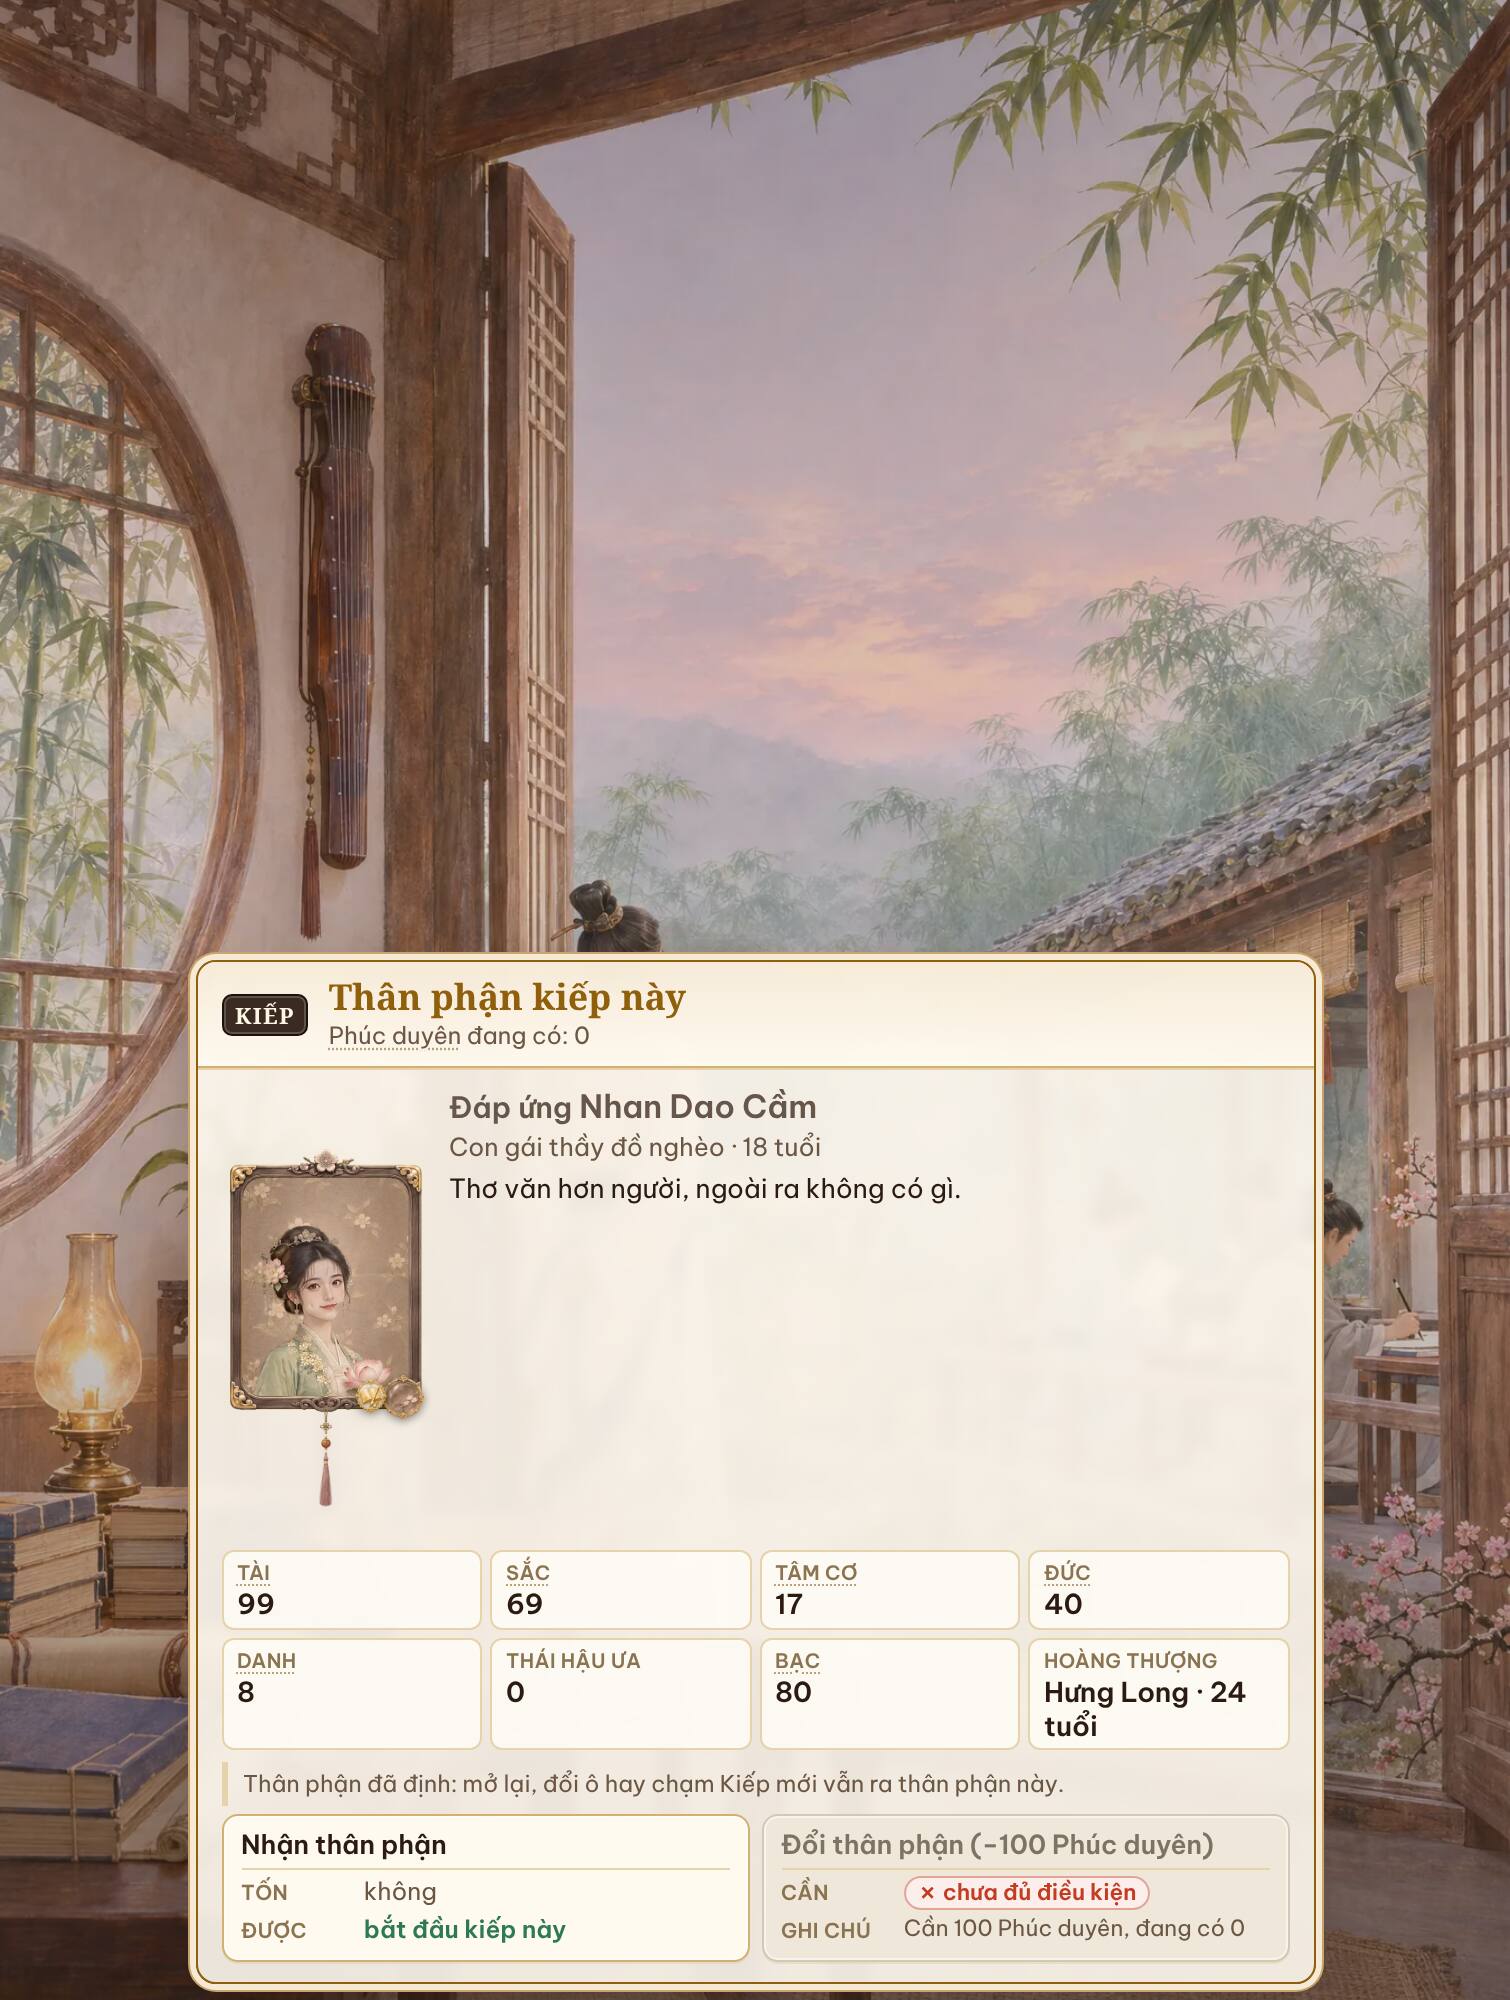 KIẾP
Thân phận kiếp này
Phúc duyên đang có: 0
Đáp ứng Nhan Dao Cầm
Con gái thầy đồ nghèo · 18 tuổi
Thơ văn hơn người, ngoài ra không có gì.
TÀI
99
SẮC
69
TÂM CƠ
17
ĐỨC
40
DANH
8
THÁI HẬU ƯA
0
BẠC
80
HOÀNG THƯỢNG
Hưng Long · 24
tuổi
Thân phận đã định: mở lại, đổi ô hay chạm Kiếp mới vẫn ra thân phận này.
Nhận thân phận
TỐN không
ĐƯỢC bắt đầu kiếp này
Đổi thân phận (−100 Phúc duyên)
CẦN × chưa đủ điều kiện
GHI CHÚ Cần 100 Phúc duyên, đang có 0